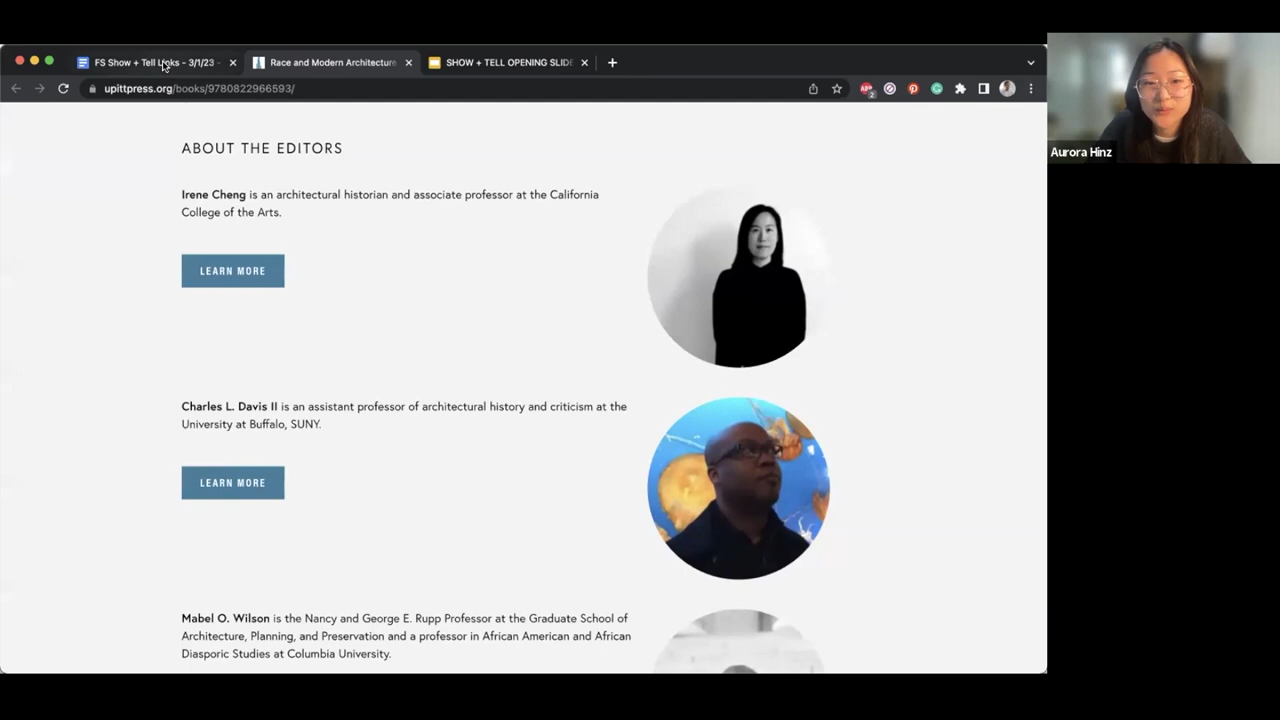 FS Show + Tell Links - 3/1/23 -
Race and Modern Architecture
SHOW + TELL OPENING SLIDE
upittpress.org/books/9780822966593/
Aurora Hinz
ABOUT THE EDITORS
Irene Cheng is an architectural historian and associate professor at the California
College of the Arts.
LEARN MORE
Charles L. Davis II is an assistant professor of architectural history and criticism at the
University at Buffalo, SUNY.
LEARN MORE
Mabel O. Wilson is the Nancy and George E. Rupp Professor at the Graduate School of
Architecture, Planning, and Preservation and a professor in African American and African
Diasporic Studies at Columbia University.